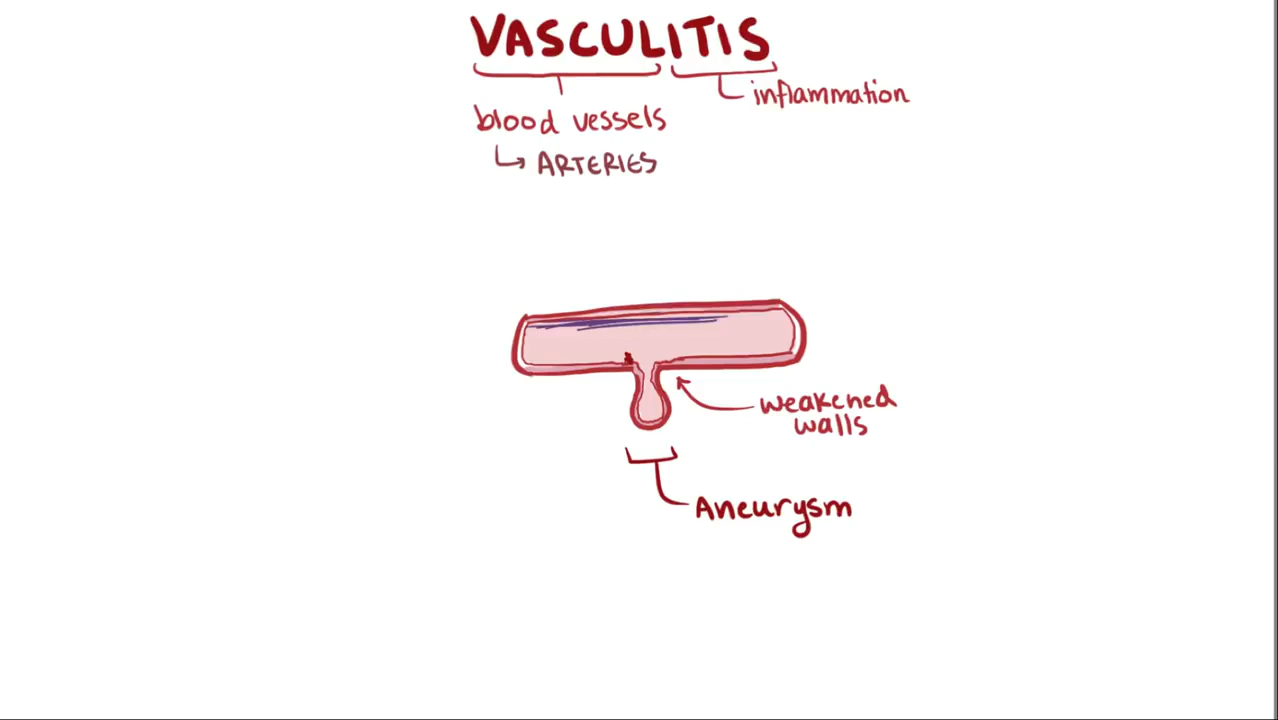 VASCULITIS
inflammation
blood vessels
ARTERIES
weakened
walls
Aneurysm